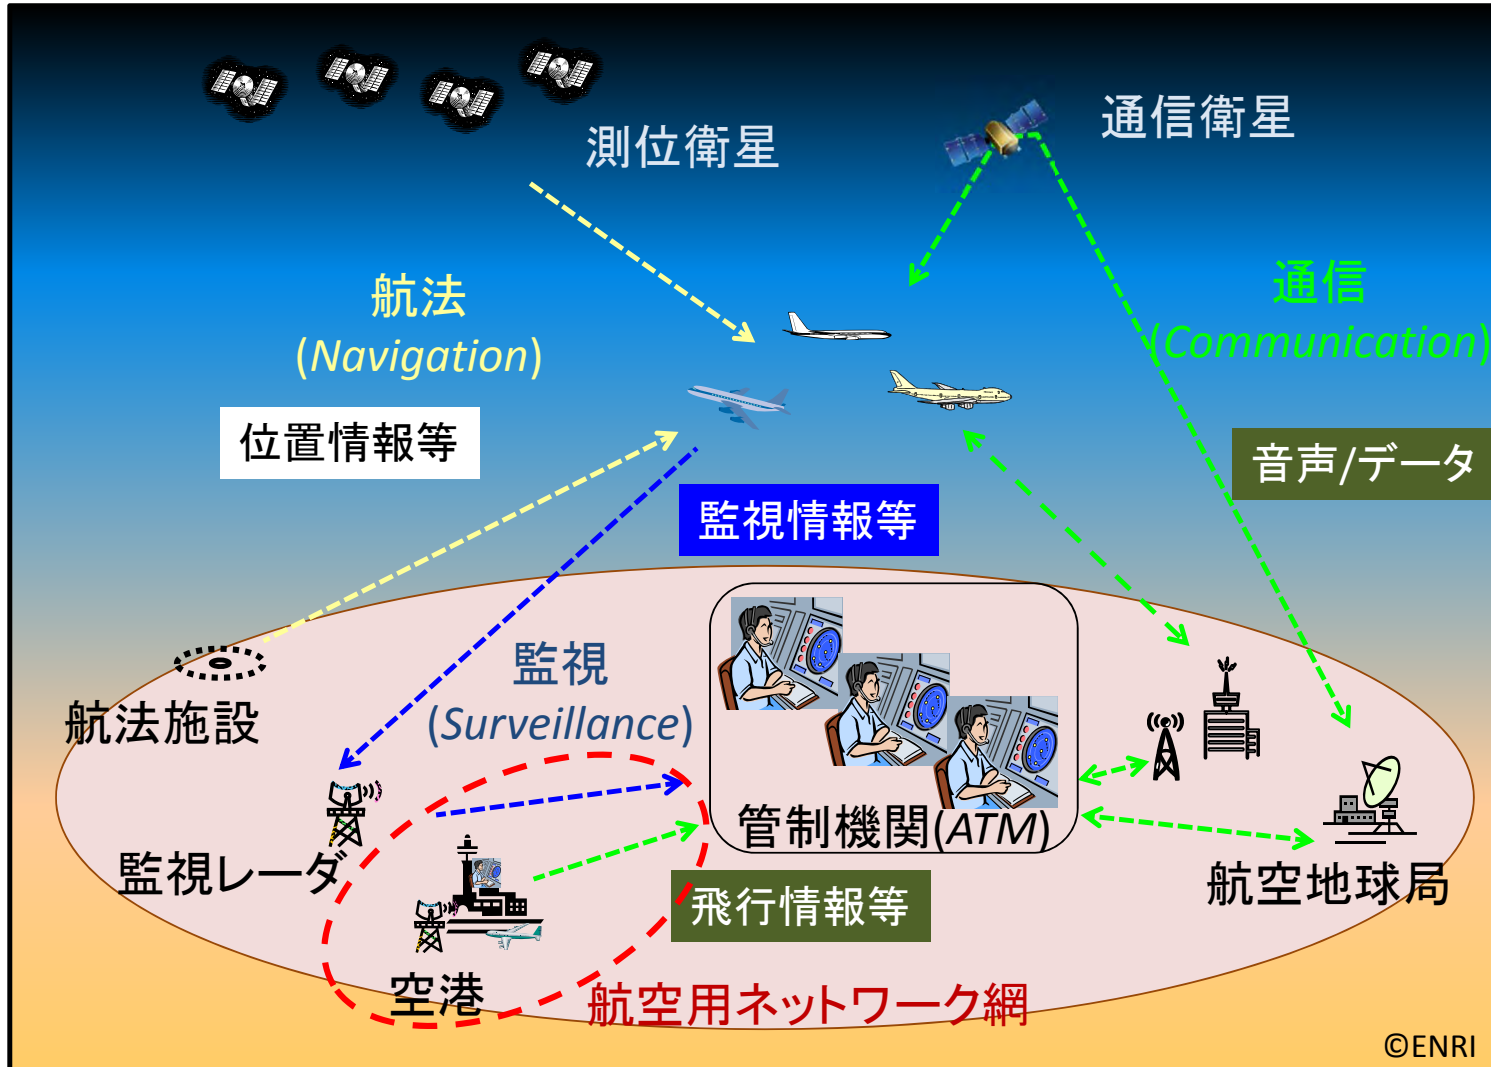 測位衛星
通信衛星
航法
(Navigation)
通信
(Communication)
位置情報等
音声/データ
監視情報等
監視
(Surveillance)
航法施設
管制機関(ATM)
監視レーダ
航空地球局
飛行情報等
空港
航空用ネットワーク網
©ENRI